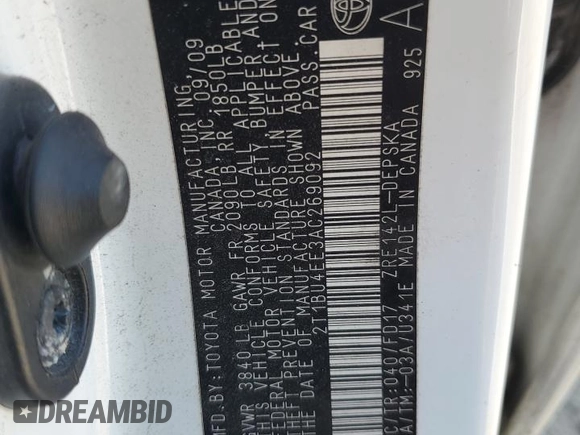 MFD.BY:TOYOTA MOTOR MANUFACTURING,
CANADA, INC. 09/09
GVWR 3840 LB GAWR FR 2090LB, RR 1850LB
THIS VEHICLE CONFORMS TO ALL APPLICABLE
FEDERAL MOTOR VEHICLE SAFETY, BUMPER AND
THEFT PREVENTION STANDARDS IN EFFECT ON
THE DATE OF MANUFACTURE SHOWN ABOVE.
2T1BU4EE3AC269092 PASS.CAR
C/TR:040/FD17 ZRE142L-DEPSKA
A/TM:-03A/U341E MADE IN CANADA 925
A
DREAMBID